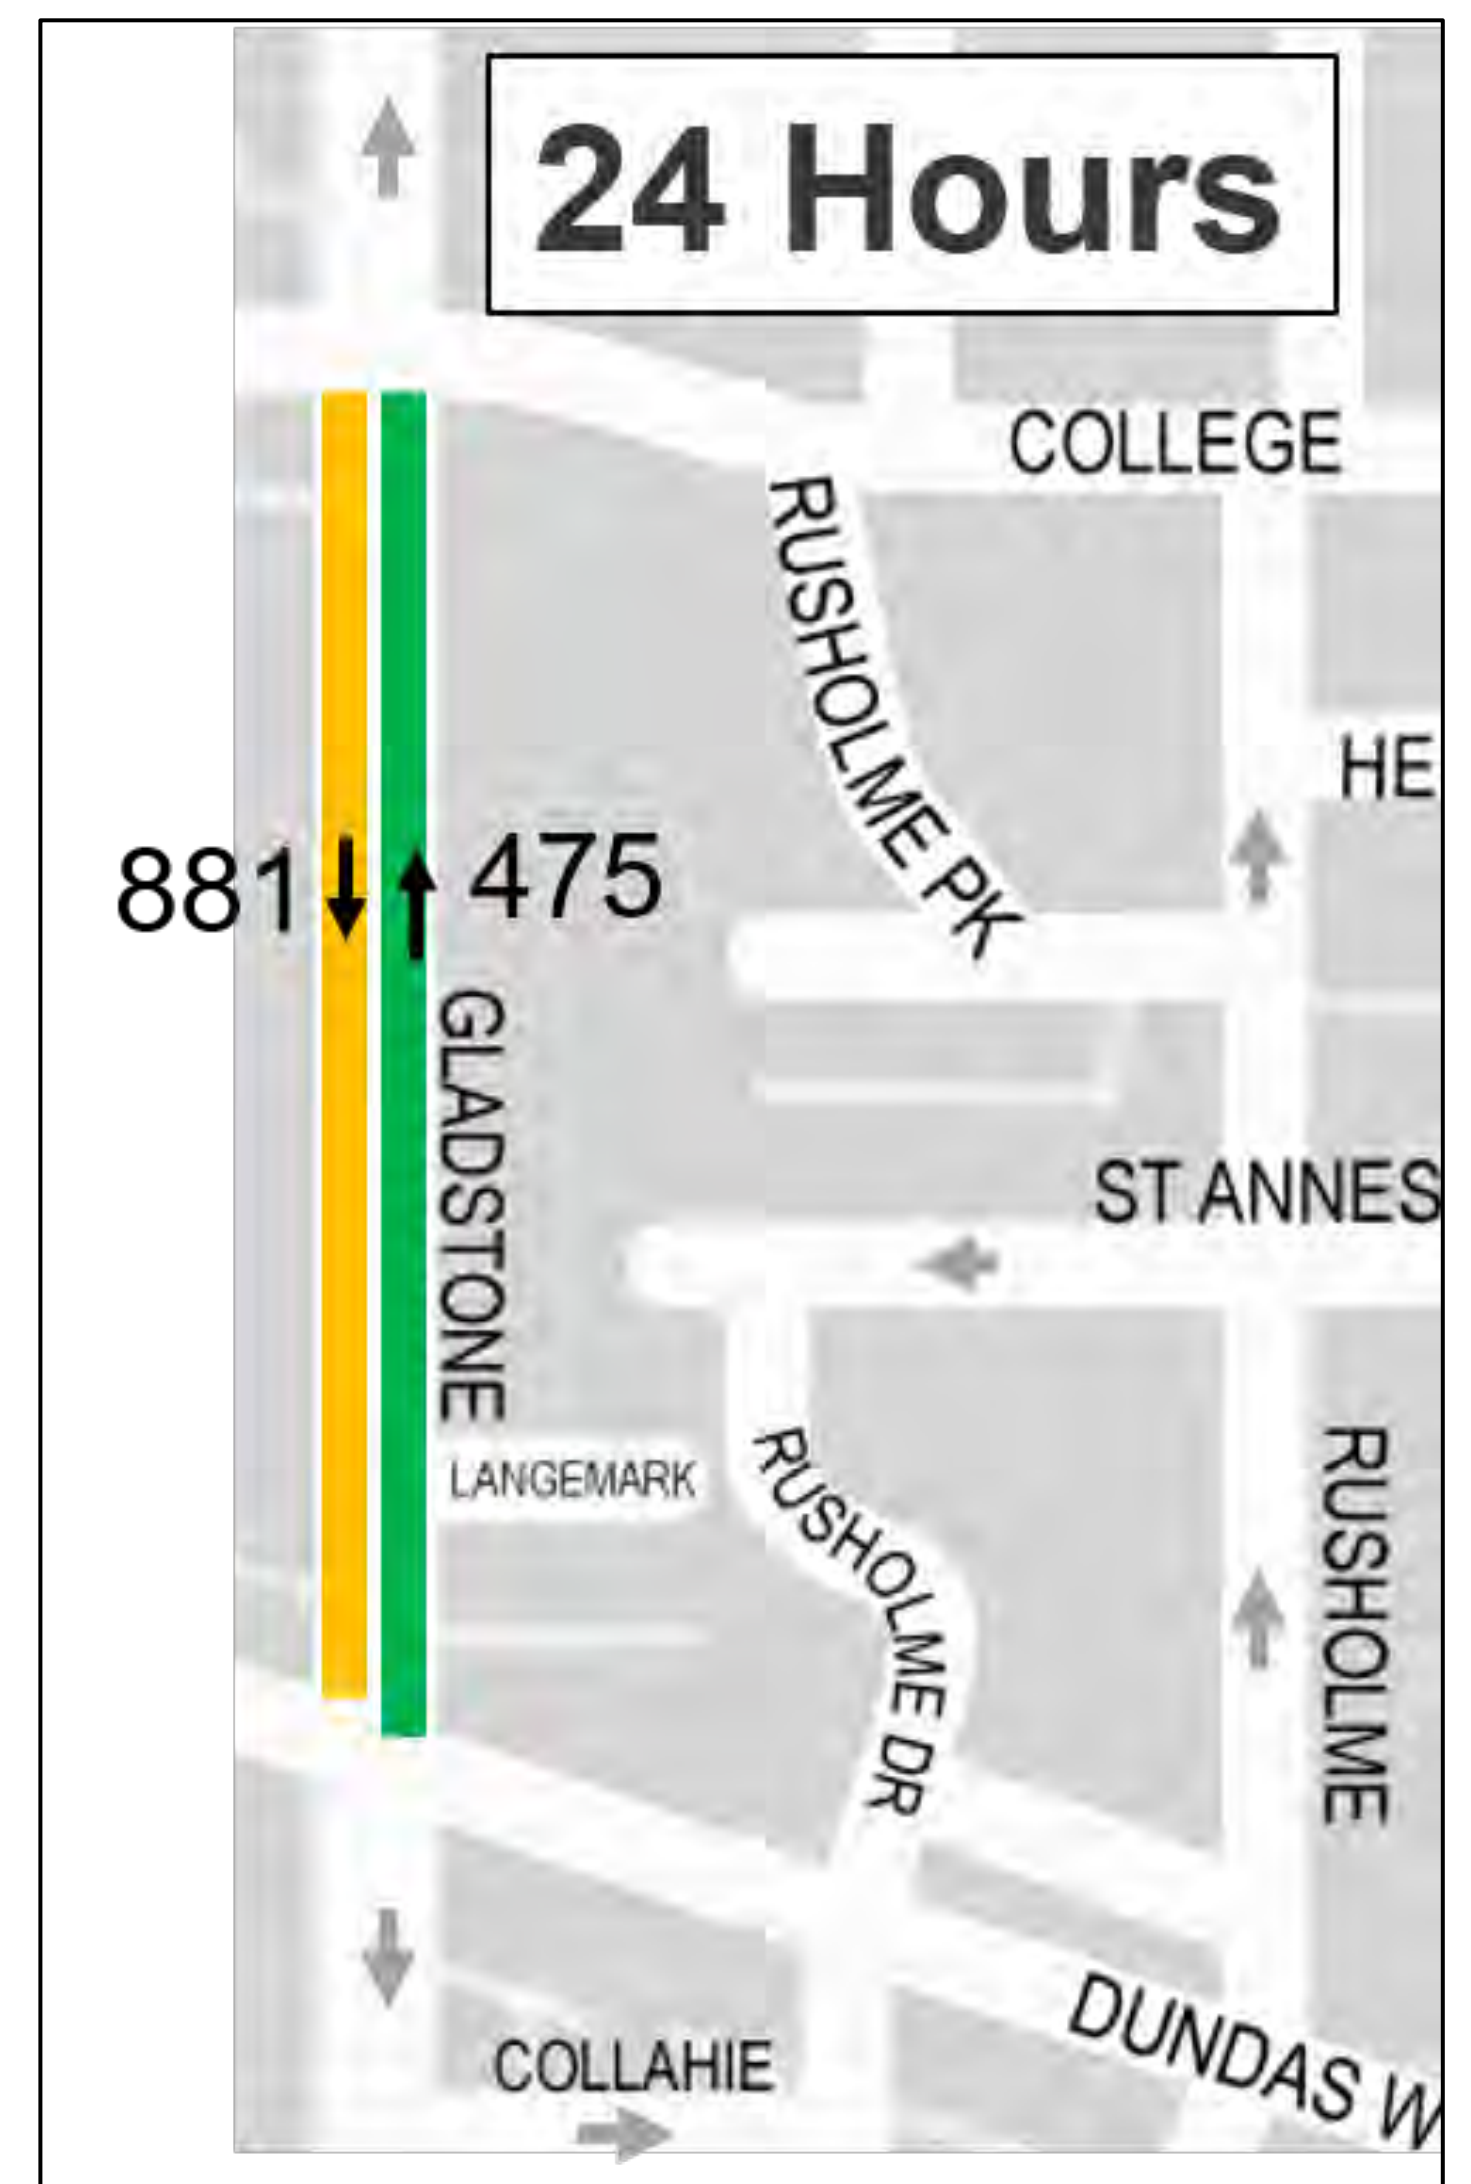 24 Hours
COLLEGE
RUSHOLME PK
HE
881
475
GLADSTONE
ST ANNES
LANGEMARK
RUSHOLME DR
RUSHOLME
DUNDAS W
COLLAHIE